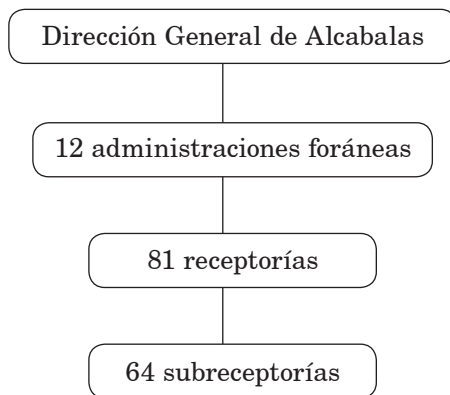 Dirección General de Alcabalas
12 administraciones foráneas
81 receptorías
64 subreceptorías